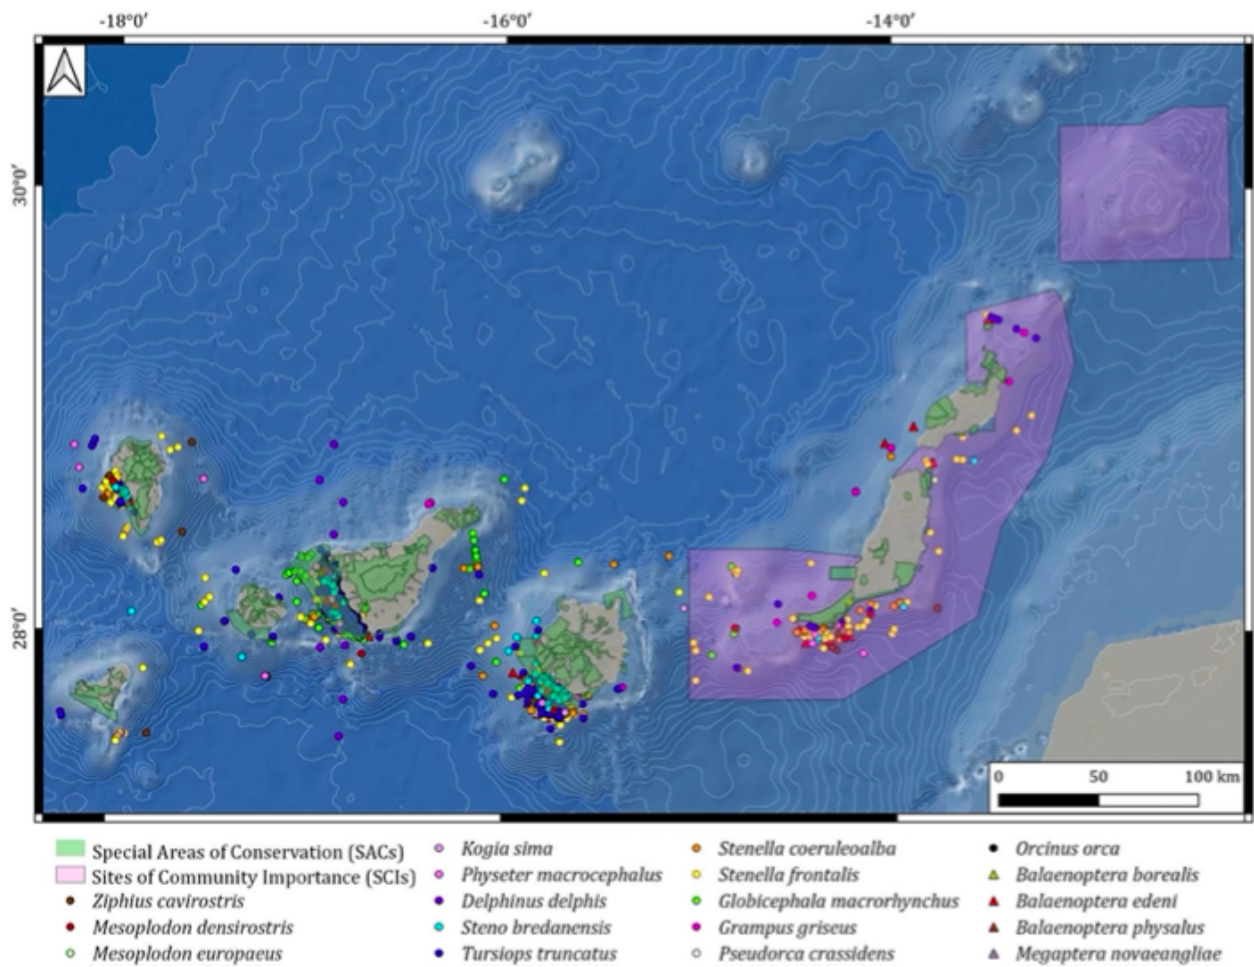 -18°0′ -16°0′ -14°0′
30°0′
28°0′
0 50 100 km
Special Areas of Conservation (SACs)
Sites of Community Importance (SCIs)
Ziphius cavirostris
Mesoplodon densirostris
Mesoplodon europaeus
Kogia sima
Physeter macrocephalus
Delphinus delphis
Steno bredanensis
Tursiops truncatus
Stenella coeruleoalba
Stenella frontalis
Globicephala macrorhynchus
Grampus griseus
Pseudorca crassidens
Orcinus orca
Balaenoptera borealis
Balaenoptera edeni
Balaenoptera physalus
Megaptera novaeangliae